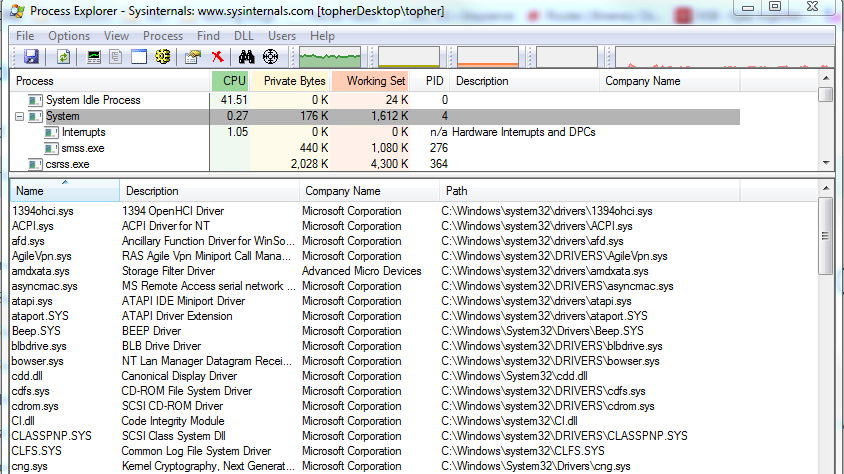 Process Explorer - Sysinternals: www.sysinternals.com [topherDesktop\topher]
File Options View Process Find DLL Users Help
Process CPU Private Bytes Working Set PID Description Company Name
System Idle Process 41.51 0 K 24 K 0
System 0.27 176 K 1,612 K 4
Interrupts 1.05 0 K 0 K n/a Hardware Interrupts and DPCs
smss.exe 440 K 1,080 K 276
csrss.exe 2,028 K 4,300 K 364
Name Description Company Name Path
1394ohci.sys 1394 OpenHCI Driver Microsoft Corporation C:\Windows\system32\drivers\1394ohci.sys
ACPI.sys ACPI Driver for NT Microsoft Corporation C:\Windows\system32\drivers\ACPI.sys
afd.sys Ancillary Function Driver for WinSo... Microsoft Corporation C:\Windows\system32\drivers\afd.sys
AgileVpn.sys RAS Agile Vpn Miniport Call Mana... Microsoft Corporation C:\Windows\system32\DRIVERS\AgileVpn.sys
amdxata.sys Storage Filter Driver Advanced Micro Devices C:\Windows\system32\drivers\amdxata.sys
asyncmac.sys MS Remote Access serial network ... Microsoft Corporation C:\Windows\system32\DRIVERS\asyncmac.sys
atapi.sys ATAPI IDE Miniport Driver Microsoft Corporation C:\Windows\system32\drivers\atapi.sys
ataport.SYS ATAPI Driver Extension Microsoft Corporation C:\Windows\system32\drivers\ataport.SYS
Beep.SYS BEEP Driver Microsoft Corporation C:\Windows\System32\Drivers\Beep.SYS
blbdrive.sys BLB Drive Driver Microsoft Corporation C:\Windows\system32\DRIVERS\blbdrive.sys
bowser.sys NT Lan Manager Datagram Recei... Microsoft Corporation C:\Windows\system32\DRIVERS\bowser.sys
cdd.dll Canonical Display Driver Microsoft Corporation C:\Windows\System32\cdd.dll
cdfs.sys CD-ROM File System Driver Microsoft Corporation C:\Windows\system32\DRIVERS\cdfs.sys
cdrom.sys SCSI CD-ROM Driver Microsoft Corporation C:\Windows\system32\DRIVERS\cdrom.sys
CI.dll Code Integrity Module Microsoft Corporation C:\Windows\system32\CI.dll
CLASSPNP.SYS SCSI Class System Dll Microsoft Corporation C:\Windows\system32\DRIVERS\CLASSPNP.SYS
CLFS.SYS Common Log File System Driver Microsoft Corporation C:\Windows\system32\CLFS.SYS
cng.sys Kernel Cryptography, Next Generat... Microsoft Corporation C:\Windows\System32\Drivers\cng.sys